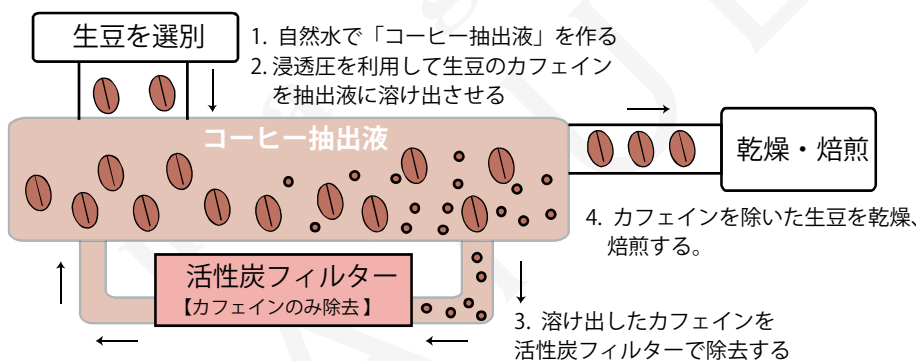 生豆を選別
1. 自然水で「コーヒー抽出液」を作る
2. 浸透圧を利用して生豆のカフェイン
を抽出液に溶け出させる
コーヒー抽出液
乾燥・焙煎
4. カフェインを除いた生豆を乾燥、
焙煎する。
活性炭フィルター
【カフェインのみ除去】
3. 溶け出したカフェインを
活性炭フィルターで除去する